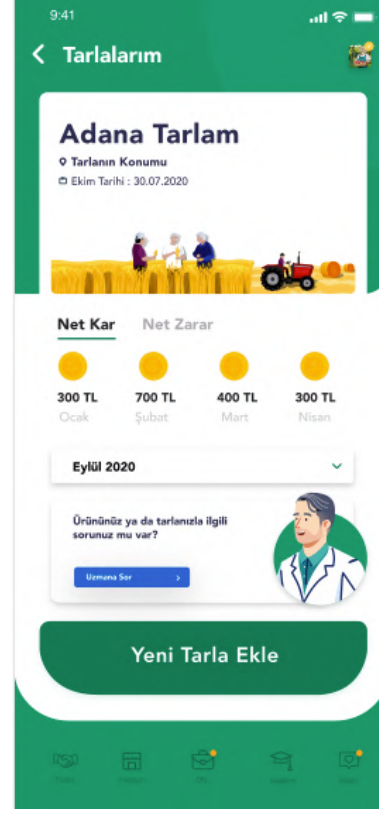 9:41
Tarlalarım
Adana Tarlam
Tarlanın Konumu
Ekim Tarihi : 30.07.2020
Net Kar Net Zarar
300 TL 700 TL 400 TL 300 TL
Ocak Şubat Mart Nisan
Eylül 2020
Ürününüz ya da tarlanızla ilgili
sorunuz mu var?
Uzmana Sor
Yeni Tarla Ekle